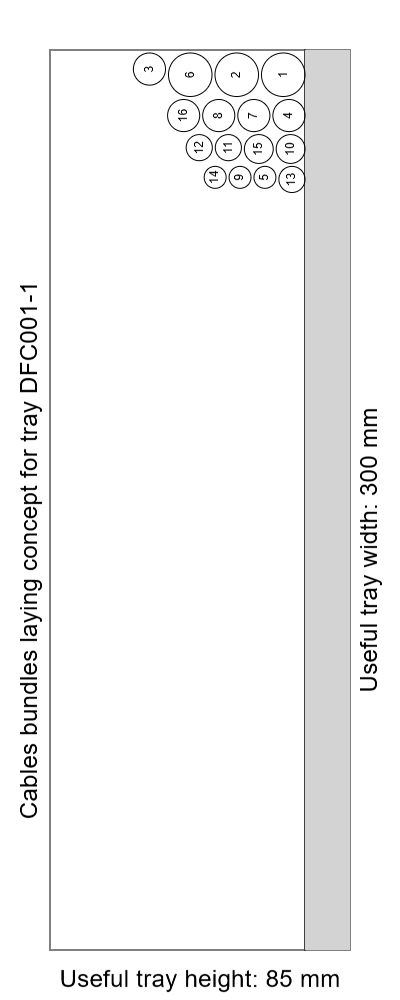 Cables bundles laying concept for tray DFC001-1
3 6 2 1
16 8 7 4
12 11 15 10
14 9 5 13
Useful tray width: 300 mm
Useful tray height: 85 mm